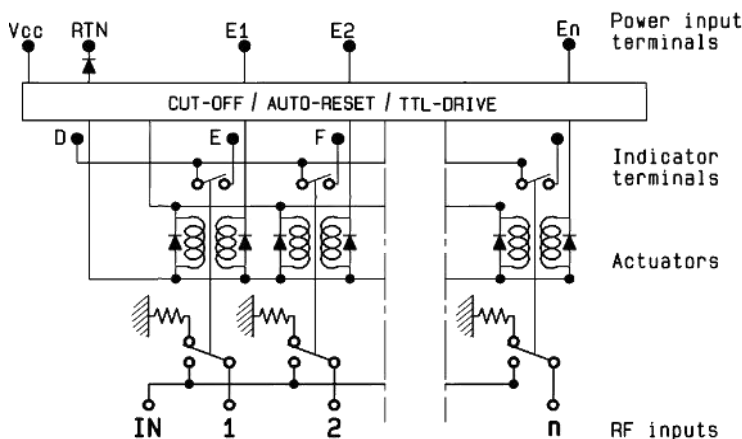 Vcc RTN E1 E2 En Power input
terminals
CUT-OFF / AUTO-RESET / TTL-DRIVE
D E F
Indicator
terminals
Actuators
IN 1 2 n RF inputs